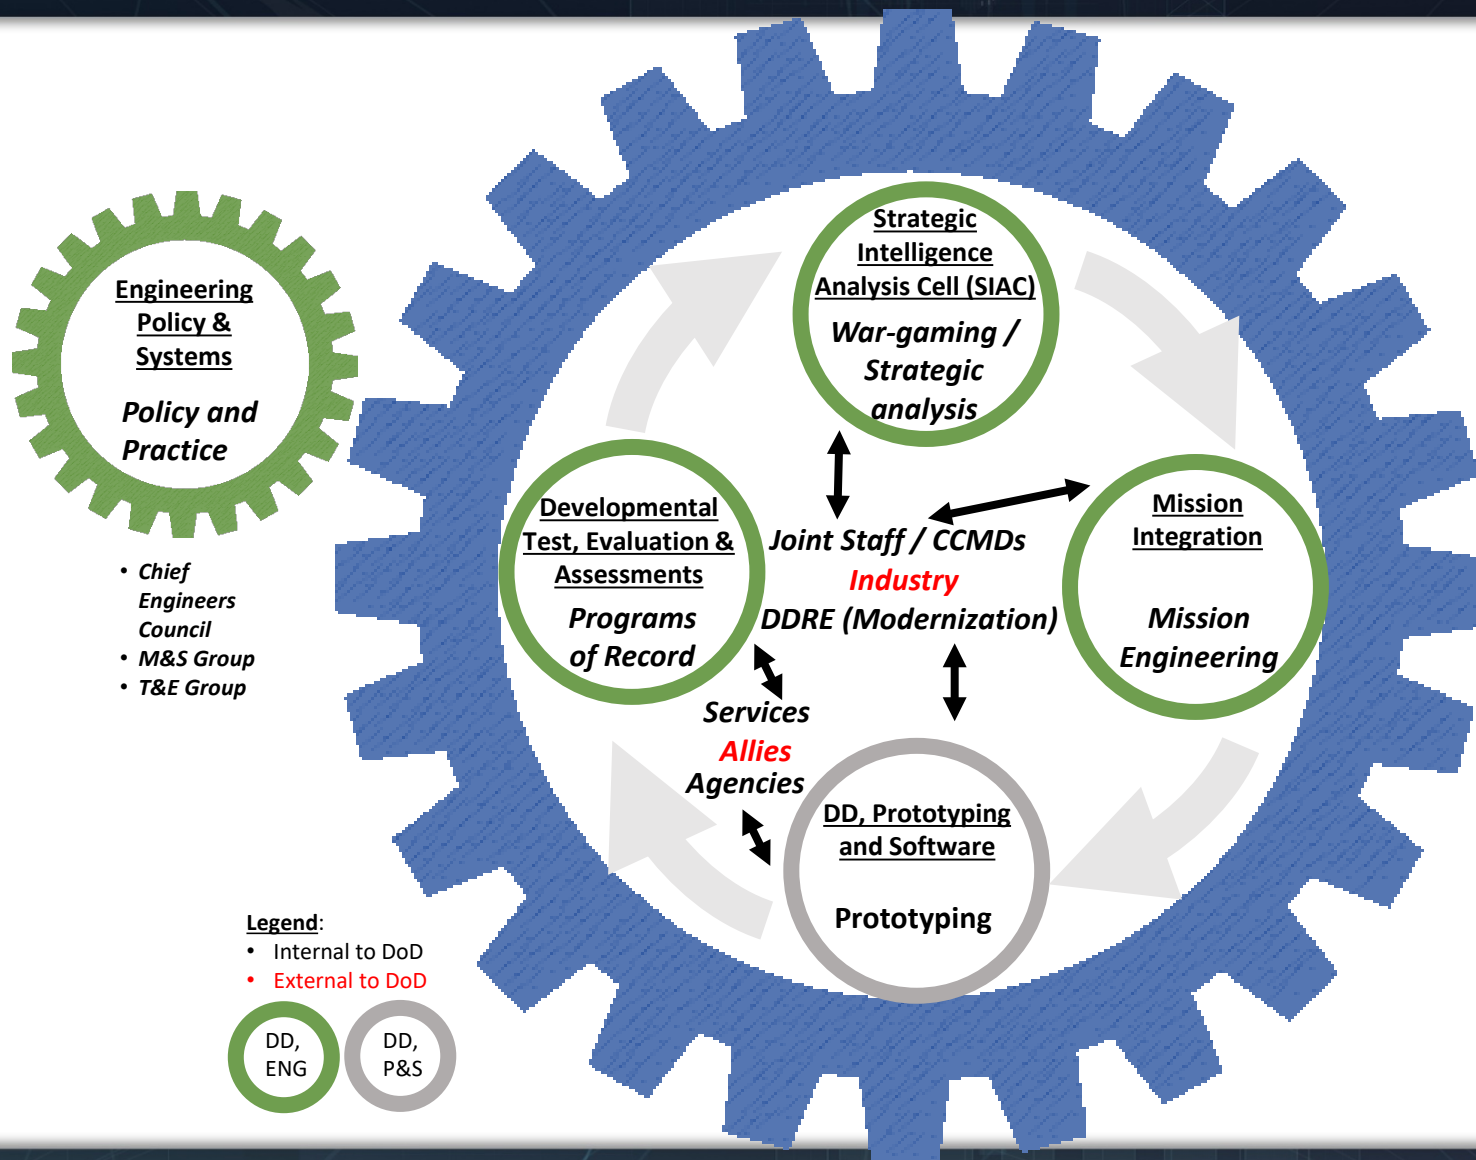 Engineering
Policy &
Systems
Policy and
Practice
• Chief
Engineers
Council
• M&S Group
• T&E Group
Strategic
Intelligence
Analysis Cell (SIAC)
War-gaming /
Strategic
analysis
Developmental
Test, Evaluation &
Assessments
Programs
of Record
Joint Staff / CCMDs
Industry
DDRE (Modernization)
Mission
Integration
Mission
Engineering
Services
Allies
Agencies
DD, Prototyping
and Software
Prototyping
Legend:
• Internal to DoD
• External to DoD
DD,
ENG
DD,
P&S